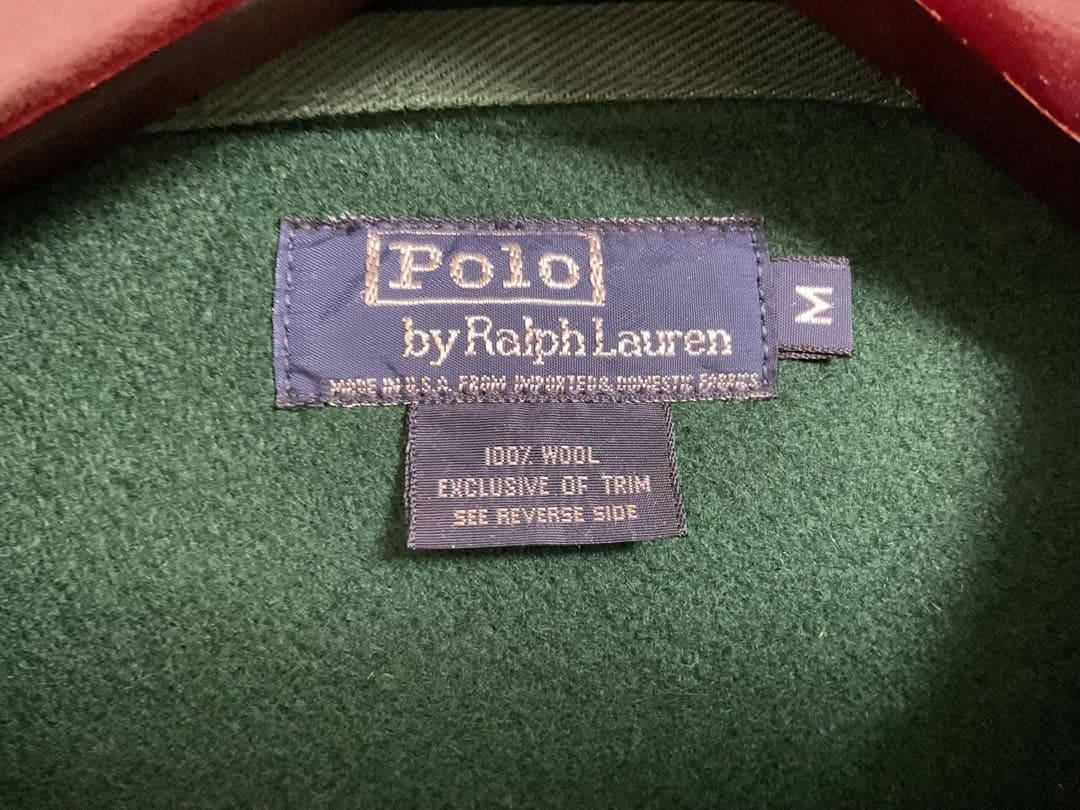 Polo
by Ralph Lauren
MADE IN U.S.A. FROM IMPORTED & DOMESTIC FABRICS
M
100% WOOL
EXCLUSIVE OF TRIM
SEE REVERSE SIDE